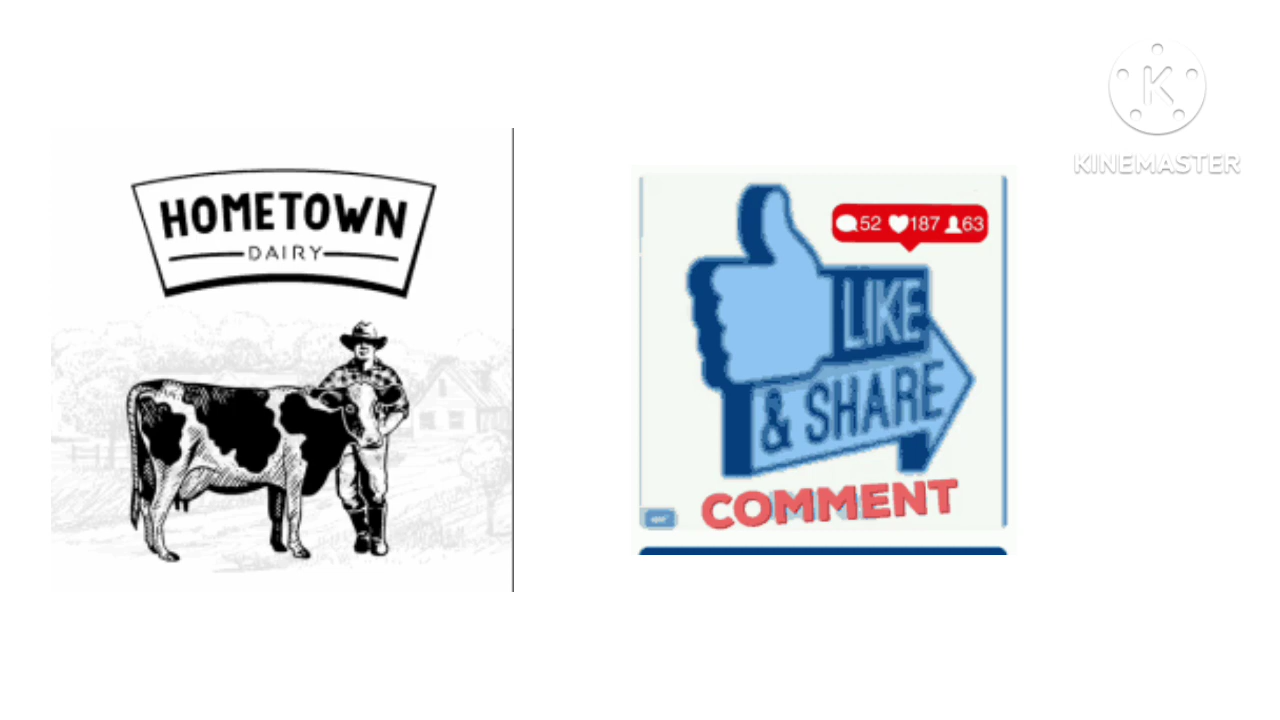 HOMETOWN
DAIRY
52 187 63
LIKE
& SHARE
COMMENT
K
KINEMASTER